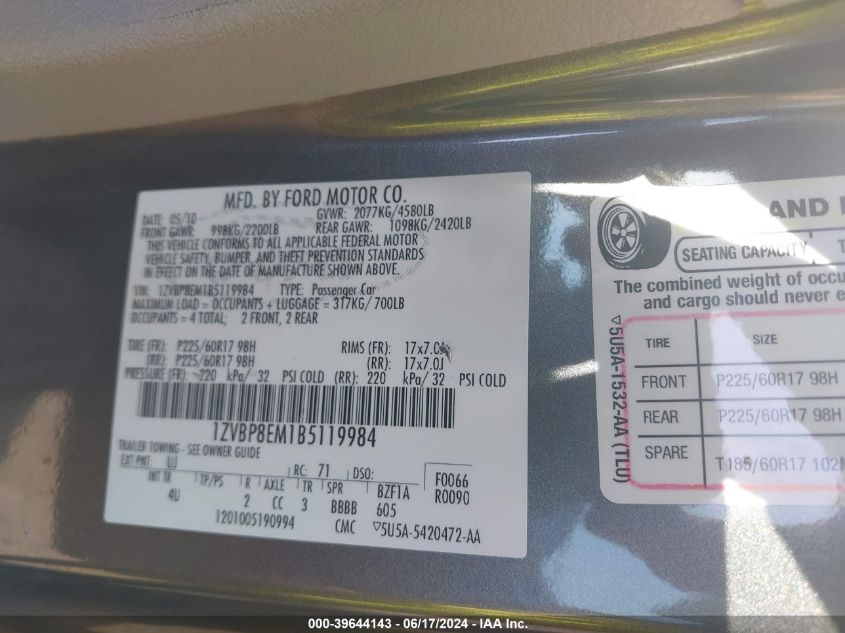 MFD. BY FORD MOTOR CO.
DATE: 05/10 GVWR: 2077KG/4580LB
FRONT GAWR: 998KG/2200LB REAR GAWR: 1098KG/2420LB
THIS VEHICLE CONFORMS TO ALL APPLICABLE FEDERAL MOTOR
VEHICLE SAFETY, BUMPER, AND THEFT PREVENTION STANDARDS
IN EFFECT ON THE DATE OF MANUFACTURE SHOWN ABOVE.
VIN: 1ZVBP8EM1B5119984 TYPE: Passenger Car
MAXIMUM LOAD = OCCUPANTS + LUGGAGE = 317KG/700LB
OCCUPANTS = 4 TOTAL; 2 FRONT, 2 REAR
TIRE (FR): P225/60R17 98H RIMS (FR): 17x7.0J
(RR): P225/60R17 98H (RR): 17x7.0J
PRESSURE (FR): 220 kPa/ 32 PSI COLD (RR): 220 kPa/ 32 PSI COLD
1ZVBP8EM1B5119984
TRAILER TOWING - SEE OWNER GUIDE
EXT PNT: UJ RC: 71 DSO: F0066
INT TR TP/PS R AXLE TR SPR BZF1A R0090
4U 2 CC 3 BBBB 605
1201005190994 CMC ▽5U5A-5420472-AA
AND
SEATING CAPACITY T
The combined weight of occu
and cargo should never e
▽5U5A-1532-AA (TLU)
TIRE SIZE
FRONT P225/60R17 98H
REAR P225/60R17 98H
SPARE T185/60R17 102M
000-39644143 - 06/17/2024 - IAA Inc.